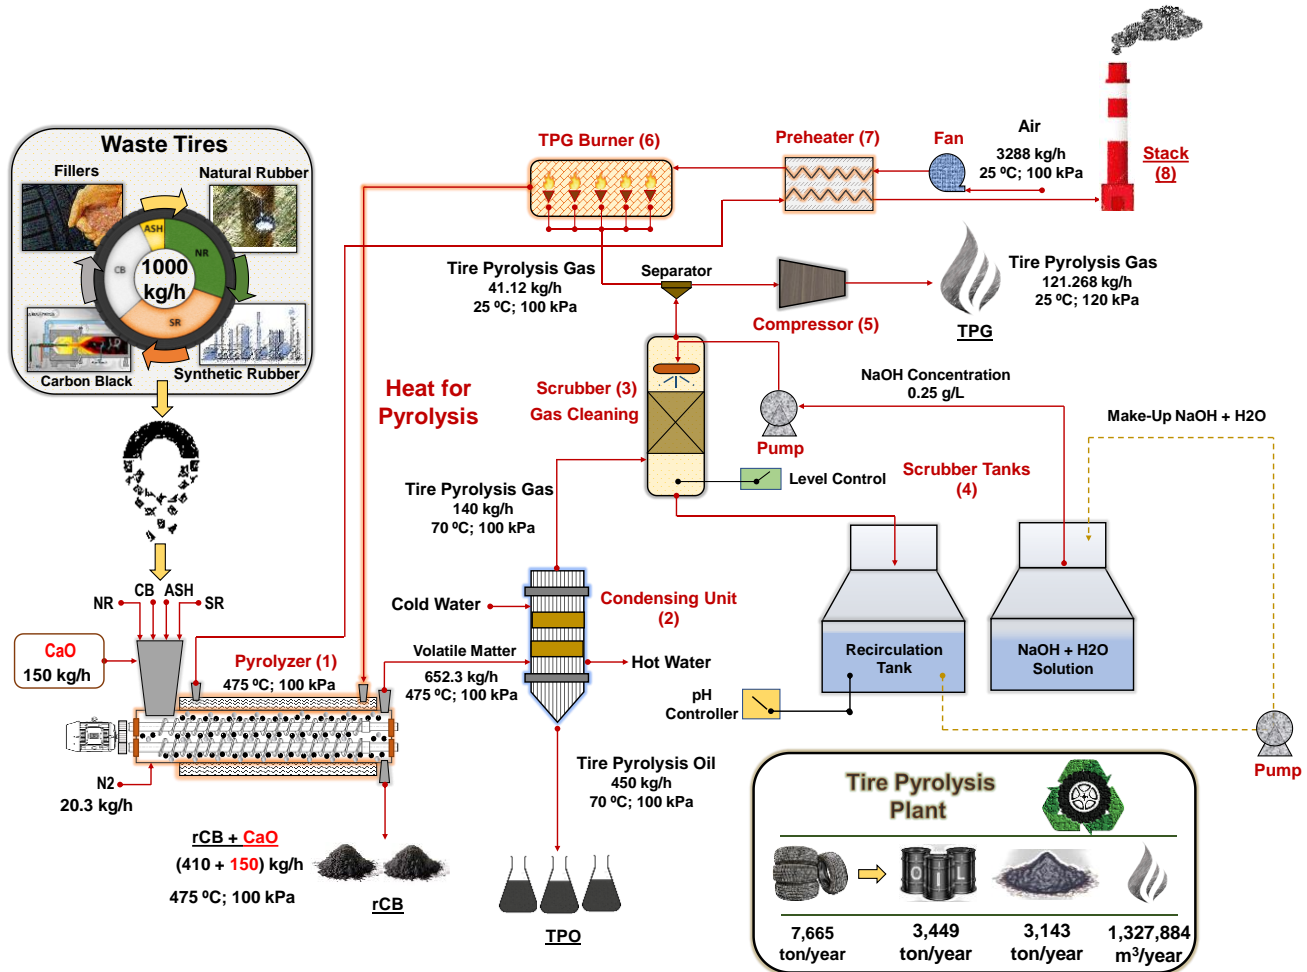 Waste Tires
Fillers
Natural Rubber
ASH
NR
CB
SR
1000
kg/h
Carbon Black
Synthetic Rubber
TPG Burner (6)
Preheater (7)
Fan
Air
3288 kg/h
25 ºC; 100 kPa
Stack
(8)
Tire Pyrolysis Gas
41.12 kg/h
25 ºC; 100 kPa
Separator
Compressor (5)
Tire Pyrolysis Gas
121.268 kg/h
25 ºC; 120 kPa
TPG
Heat for
Pyrolysis
Scrubber (3)
Gas Cleaning
Pump
NaOH Concentration
0.25 g/L
Make-Up NaOH + H2O
Level Control
Scrubber Tanks
(4)
Tire Pyrolysis Gas
140 kg/h
70 ºC; 100 kPa
CB
ASH
NR
SR
Cold Water
Condensing Unit
(2)
CaO
150 kg/h
Pyrolyzer (1)
475 ºC; 100 kPa
Volatile Matter
652.3 kg/h
475 ºC; 100 kPa
Hot Water
Recirculation
Tank
NaOH + H2O
Solution
pH
Controller
Pump
N2
20.3 kg/h
Tire Pyrolysis Oil
450 kg/h
70 ºC; 100 kPa
rCB + CaO
(410 + 150) kg/h
475 ºC; 100 kPa
rCB
TPO
Tire Pyrolysis
Plant
OIL
7,665
ton/year
3,449
ton/year
3,143
ton/year
1,327,884
m³/year